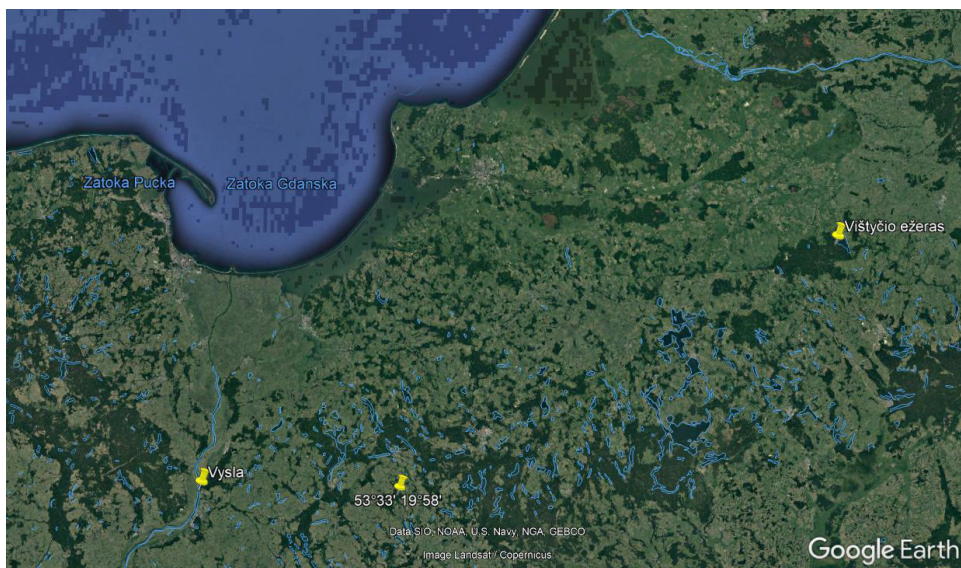 Zatoka Pucka
Zatoka Gdańska
Vištyčio ežeras
Vysla
53°33' 19°58'
Data SIO, NOAA, U.S. Navy, NGA, GEBCO
Image Landsat / Copernicus
Google Earth